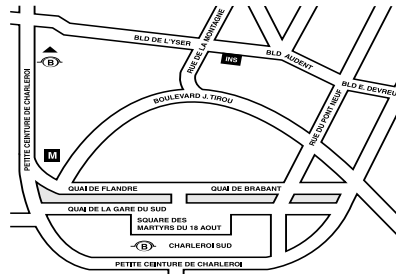 BLD DE L'YSER
RUE DE LA MONTAGNE
INS
BLD AUDENT
BLD E. DEVREU
B
PETITE CEINTURE DE CHARLEROI
BOULEVARD J. TIROU
RUE DU PONT NEUF
M
QUAI DE FLANDRE
QUAI DE BRABANT
QUAI DE LA GARE DU SUD
SQUARE DES
MARTYRS DU 18 AOUT
B
CHARLEROI SUD
PETITE CEINTURE DE CHARLEROI